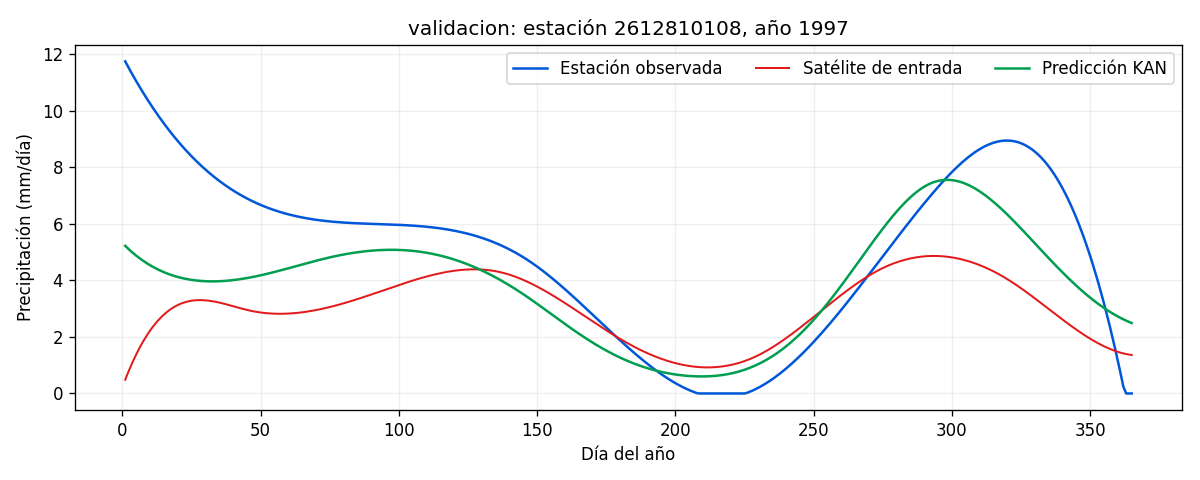 validacion: estación 2612810108, año 1997
Estación observada
Satélite de entrada
Predicción KAN
Precipitación (mm/día)
12
10
8
6
4
2
0
0 50 100 150 200 250 300 350
Día del año